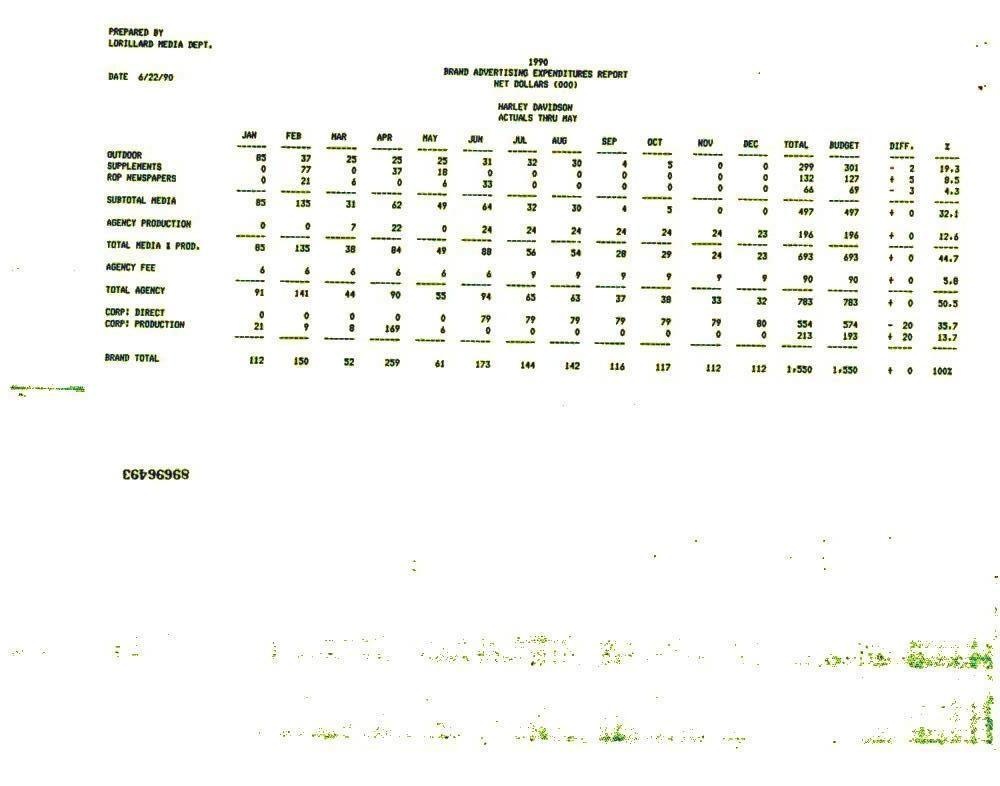 PREPARED BY
LORILLARD MEDIA DEPT.
DATE 6/22/90
1990
BRAND ADVERTISING EXPENDITURES REPORT
NET DOLLARS (000)
HARLEY DAVIDSON
ACTUALS THRU MAY
JAN FEB MAR APR MAY JUN JUL AUG SEP OCT NOV DEC TOTAL BUDGET DIFF. %
OUTDOOR 85 37 25 25 25 31 32 30 4 5 0 0 299 301 - 2 19.3
SUPPLEMENTS 0 77 0 37 18 0 0 0 0 0 0 0 132 127 + 5 8.5
ROP NEWSPAPERS 0 21 6 0 6 33 0 0 0 0 0 0 66 69 - 3 4.3
SUBTOTAL MEDIA 85 135 31 62 49 64 32 30 4 5 0 0 497 497 + 0 32.1
AGENCY PRODUCTION 0 0 7 22 0 24 24 24 24 24 24 23 196 196 + 0 12.6
TOTAL MEDIA & PROD. 85 135 38 84 49 88 56 54 28 29 24 23 693 693 + 0 44.7
AGENCY FEE 6 6 6 6 6 6 9 9 9 9 9 9 90 90 + 0 5.8
TOTAL AGENCY 91 141 44 90 55 94 65 63 37 38 33 32 783 783 + 0 50.5
CORP: DIRECT 0 0 0 0 0 79 79 79 79 79 79 80 554 574 - 20 35.7
CORP: PRODUCTION 21 9 8 169 6 0 0 0 0 0 0 0 213 193 + 20 13.7
BRAND TOTAL 112 150 52 259 61 173 144 142 116 117 112 112 1,550 1,550 + 0 100%
89696493